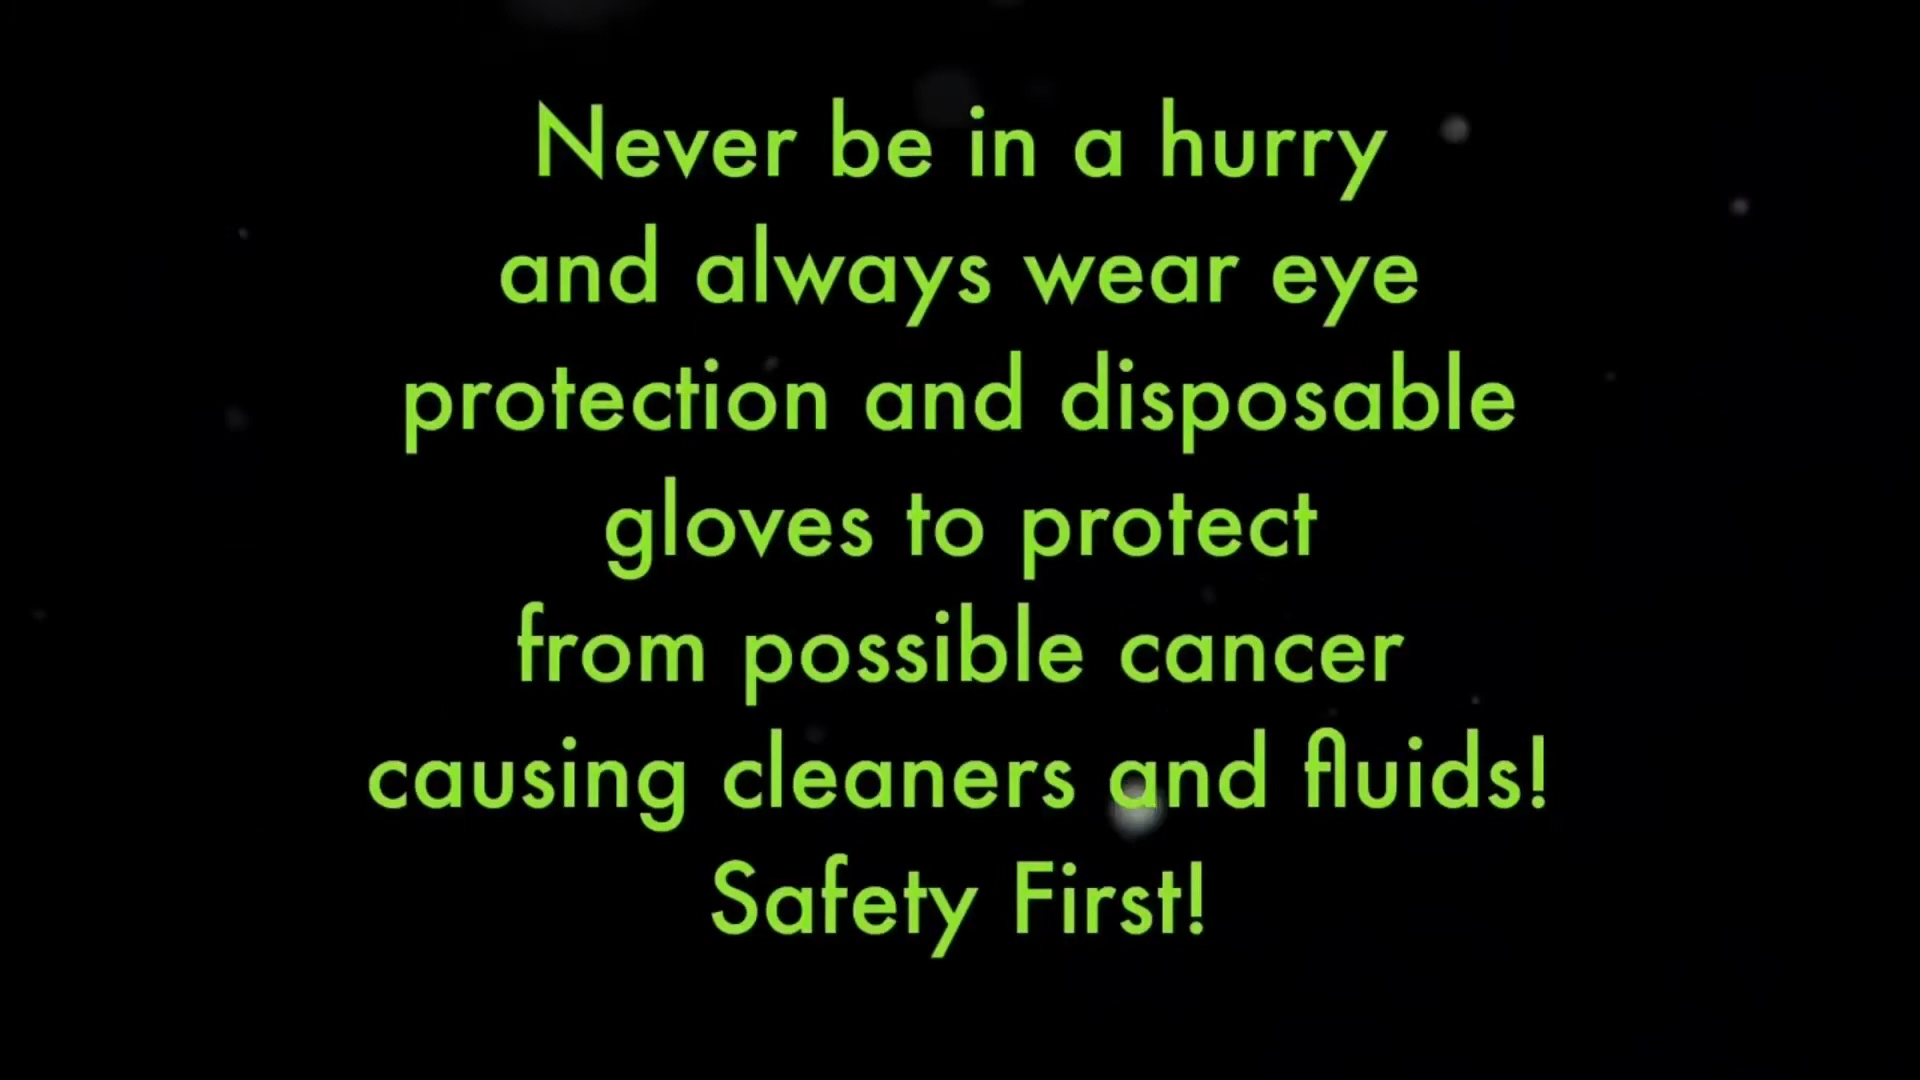 Never be in a hurry
and always wear eye
protection and disposable
gloves to protect
from possible cancer
causing cleaners and fluids!
Safety First!